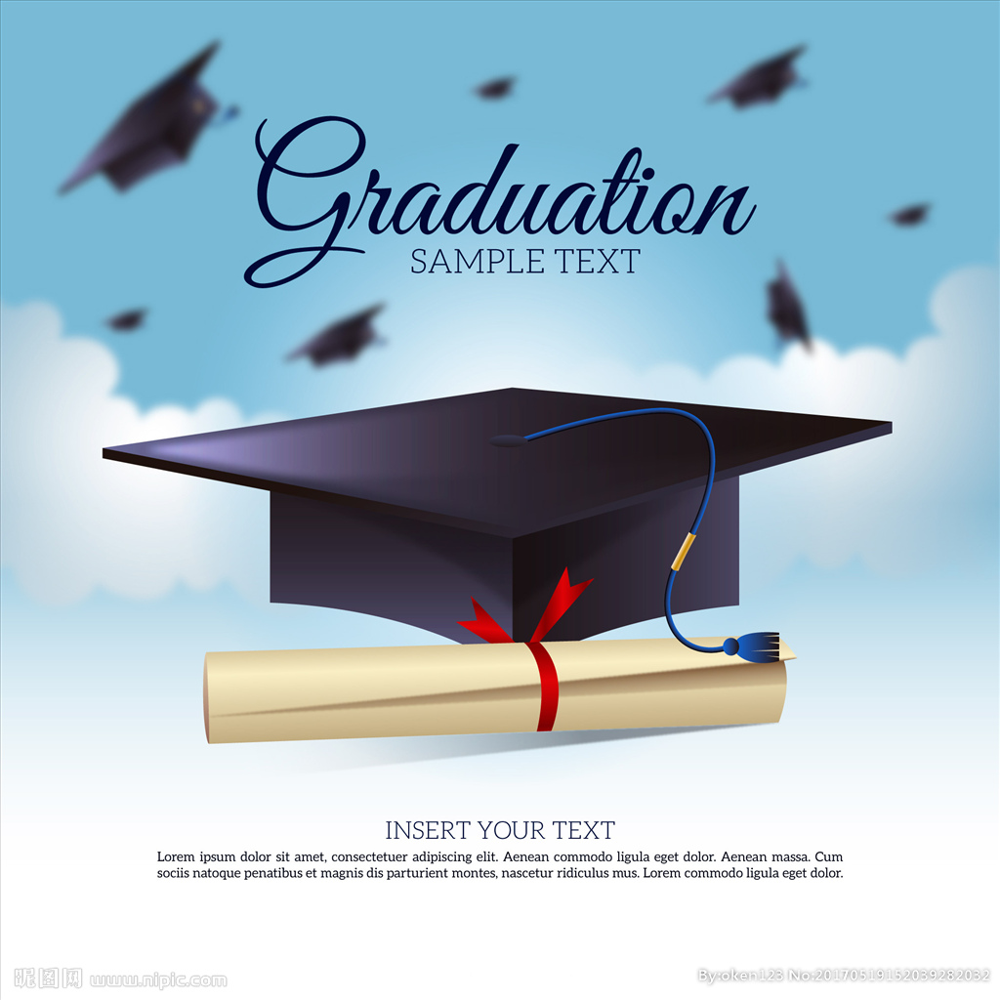 Graduation
SAMPLE TEXT
INSERT YOUR TEXT
Lorem ipsum dolor sit amet, consectetuer adipiscing elit. Aenean commodo ligula eget dolor. Aenean massa. Cum
sociis natoque penatibus et magnis dis parturient montes, nascetur ridiculus mus. Lorem commodo ligula eget dolor.
昵图网 www.nipic.com
By:oken123 No:20170519152039282032